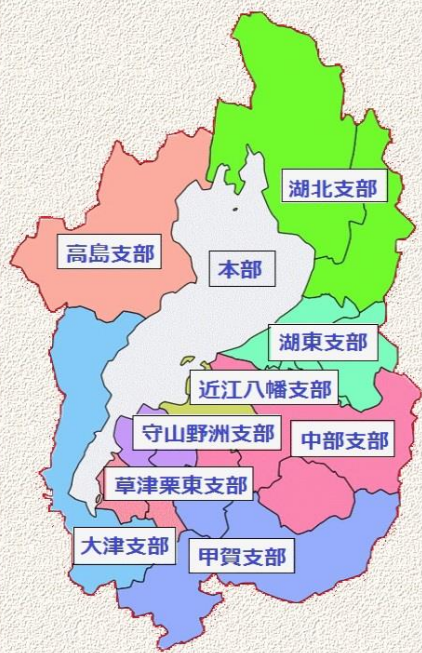 湖北支部
高島支部
本部
湖東支部
近江八幡支部
守山野洲支部
中部支部
草津栗東支部
大津支部
甲賀支部